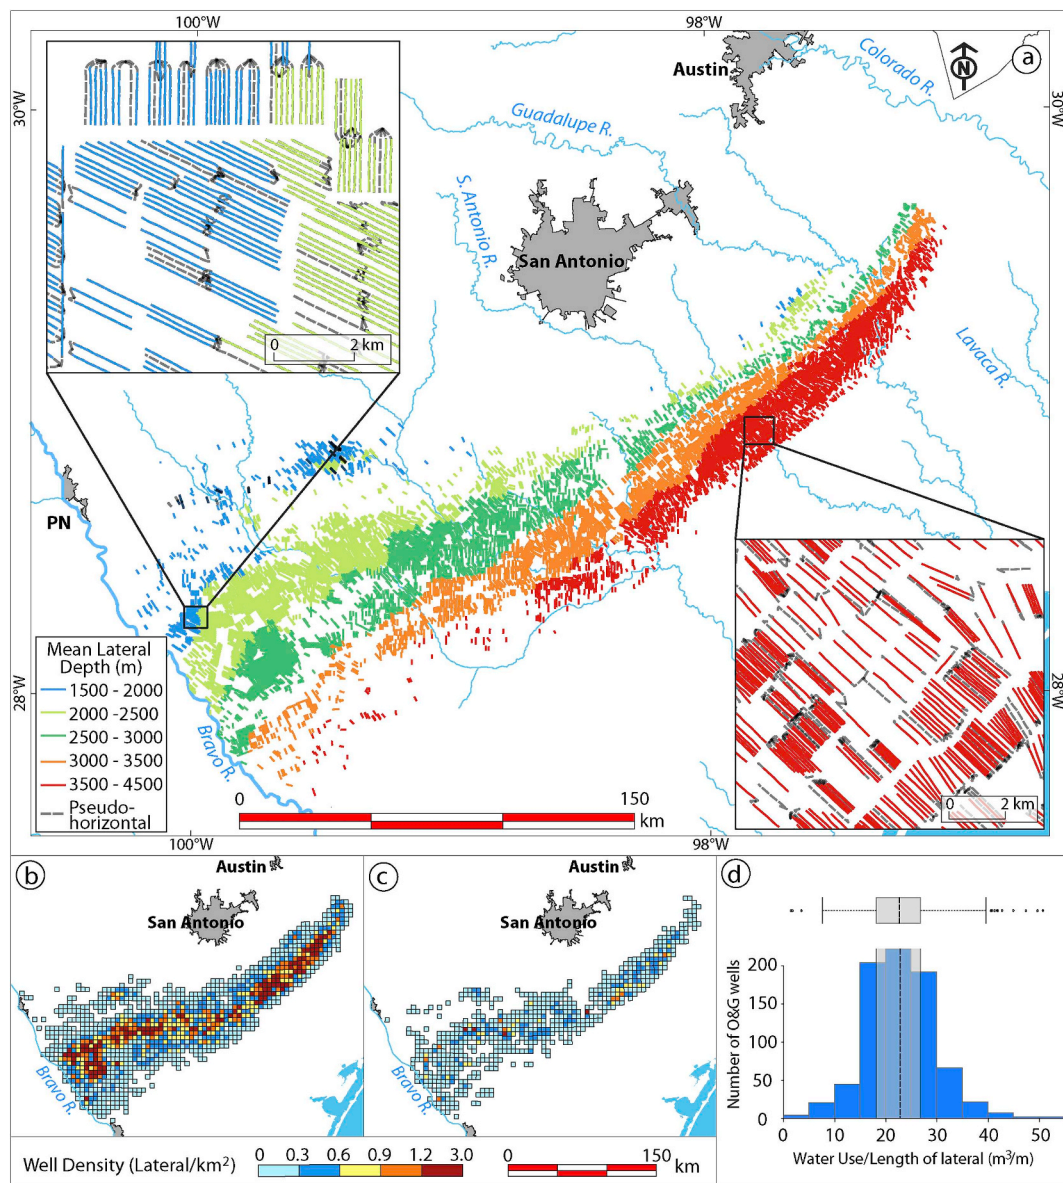 100°W
98°W
a
N
Austin
Colorado R.
30°W
30°W
Guadalupe R.
S. Antonio R.
San Antonio
Lavaca R.
0 2 km
PN
Mean Lateral
Depth (m)
1500 - 2000
2000 -2500
2500 - 3000
3000 - 3500
3500 - 4500
Pseudo-
horizontal
28°W
28°W
Bravo R.
0 150
km
0 2 km
100°W
98°W
b
Austin
San Antonio
Bravo R.
c
Austin
San Antonio
Bravo R.
Well Density (Lateral/km²)
0 0.3 0.6 0.9 1.2 3.0
0 150
km
d
Number of O&G wells
200
150
100
50
0
0 10 20 30 40 50
Water Use/Length of lateral (m³/m)